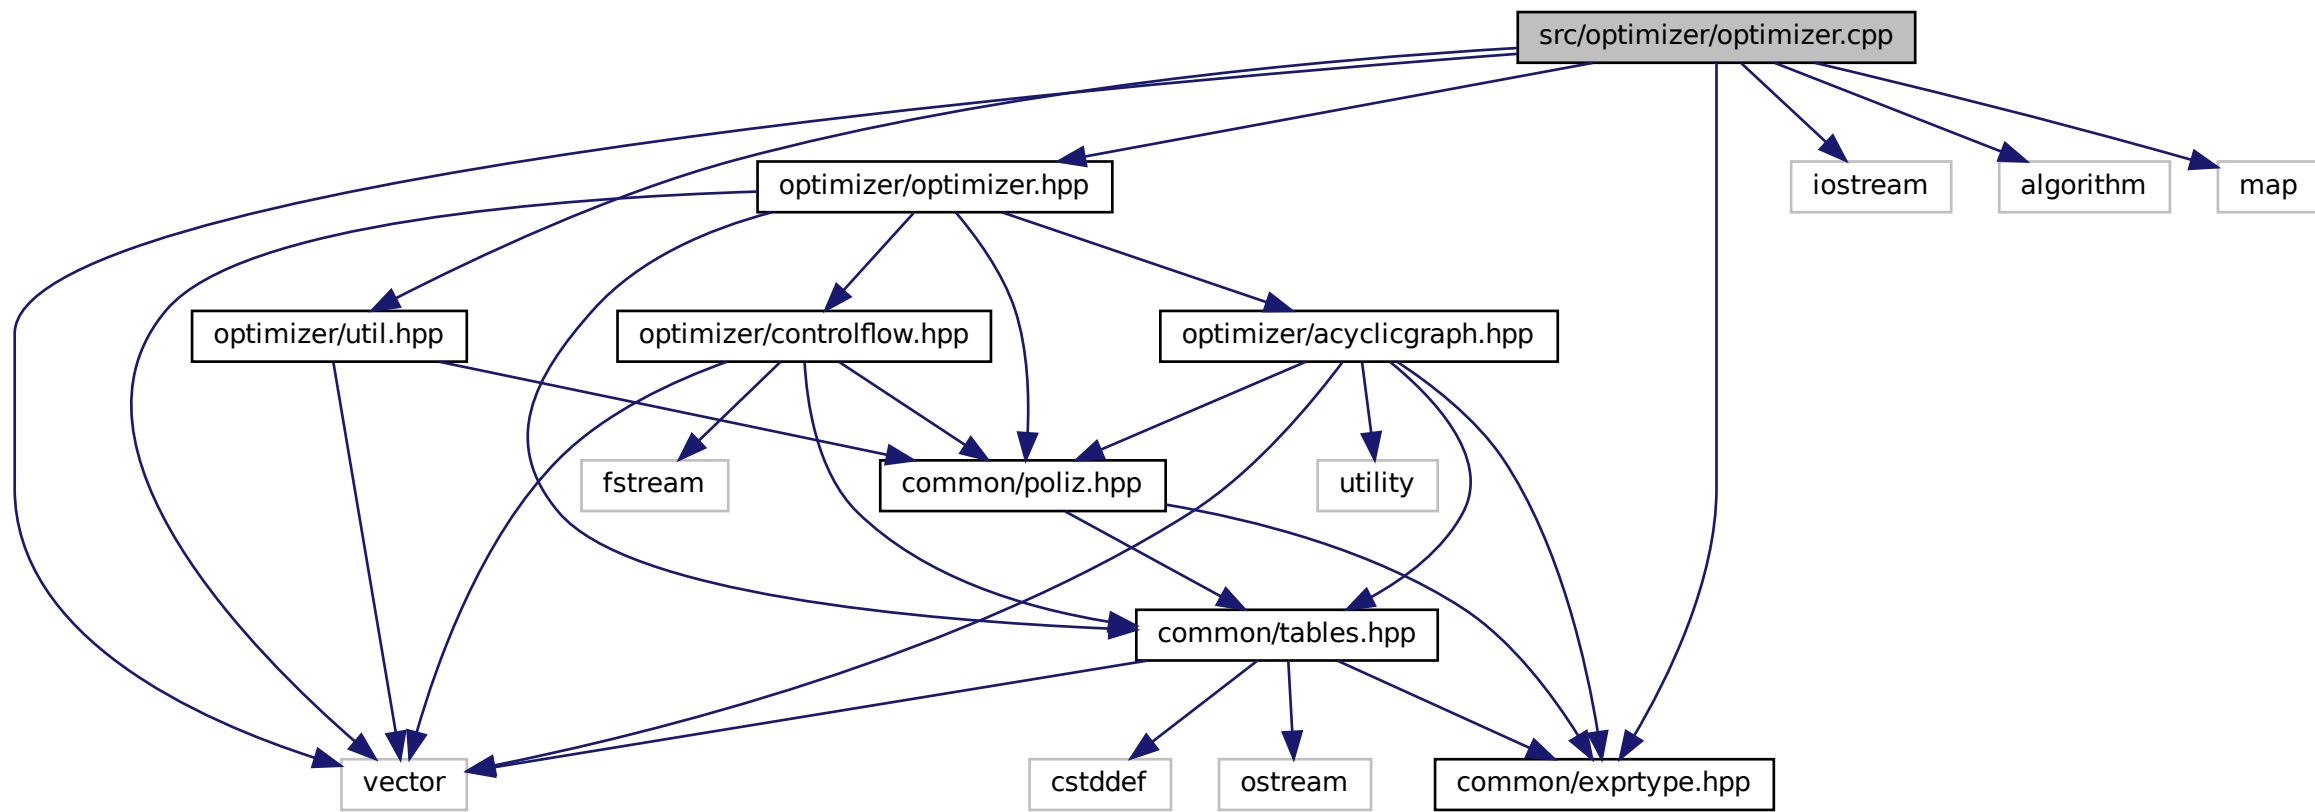 src/optimizer/optimizer.cpp
optimizer/optimizer.hpp
iostream
algorithm
map
optimizer/util.hpp
optimizer/controlflow.hpp
optimizer/acyclicgraph.hpp
fstream
common/poliz.hpp
utility
common/tables.hpp
vector
cstddef
ostream
common/exprtype.hpp